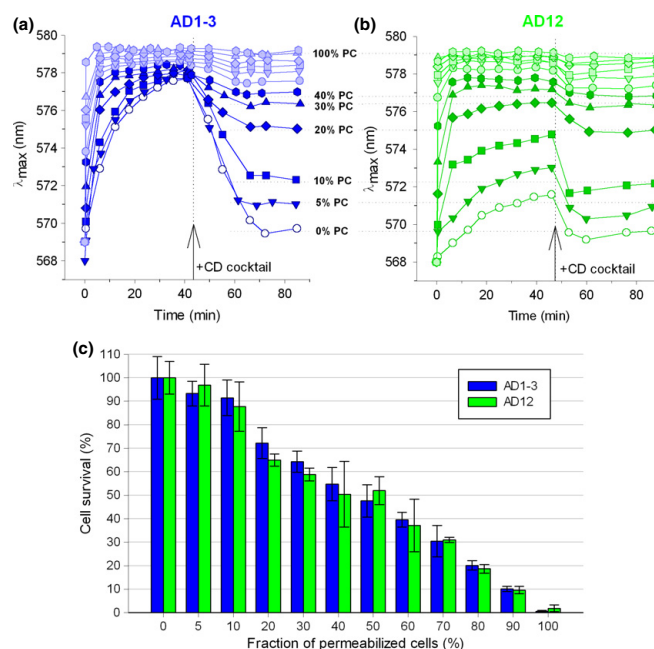 (a) AD1-3
580
578
576
574
572
570
568
λmax (nm)
0 20 40 60 80
Time (min)
+CD cocktail
100% PC
40% PC
30% PC
20% PC
10% PC
5% PC
0% PC
(b) AD12
580
578
576
575
573
571
570
568
λmax (nm)
0 20 40 60 80
Time (min)
+CD cocktail
(c)
110
100
90
80
70
60
50
40
30
20
10
0
Cell survival (%)
AD1-3
AD12
0 5 10 20 30 40 50 60 70 80 90 100
Fraction of permeabilized cells (%)